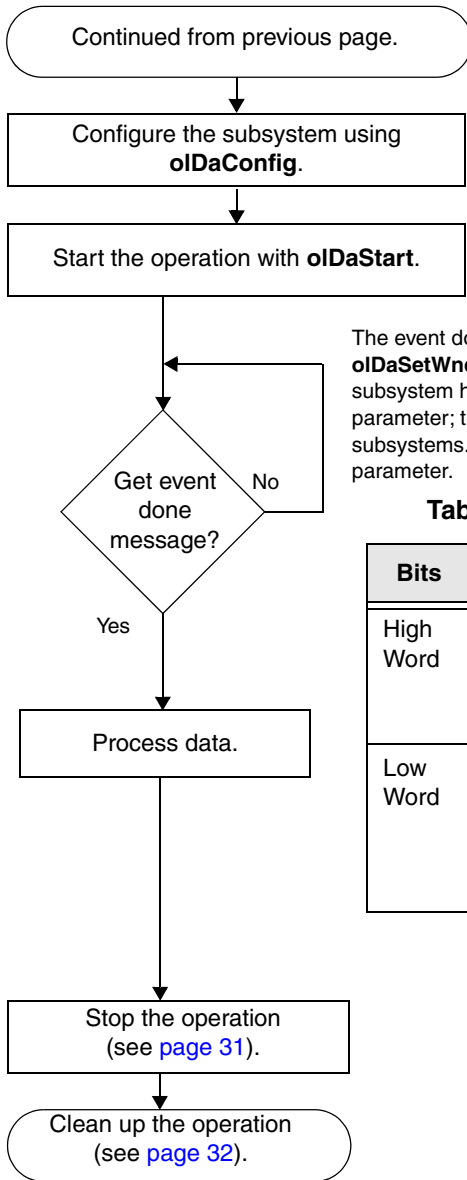 Continued from previous page.
Configure the subsystem using
olDaConfig.
Start the operation with olDaStart.
The event do
olDaSetWnd
subsystem h
parameter; t
subsystems.
parameter.
Get event
done
message?
No
Yes
Tab
Bits
High
Word
Low
Word
Process data.
Stop the operation
(see page 31).
Clean up the operation
(see page 32).